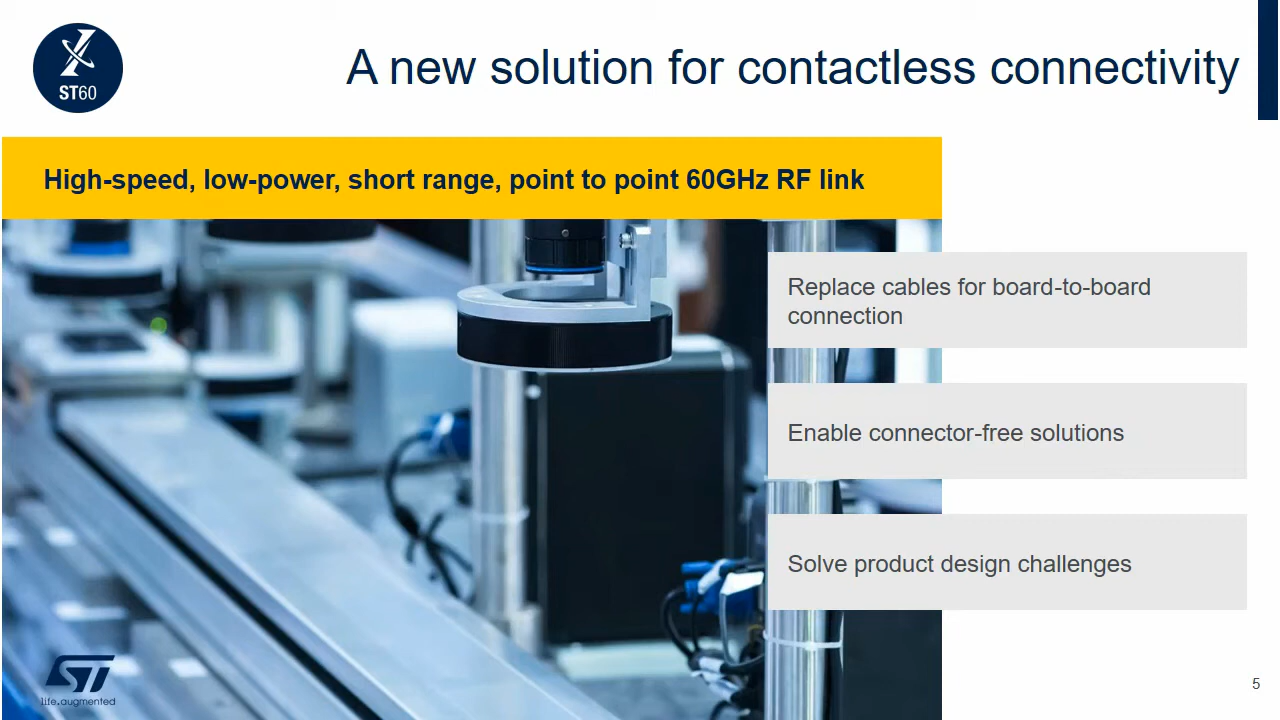 ST60
A new solution for contactless connectivity
High-speed, low-power, short range, point to point 60GHz RF link
Replace cables for board-to-board
connection
Enable connector-free solutions
Solve product design challenges
ST
life.augmented
5